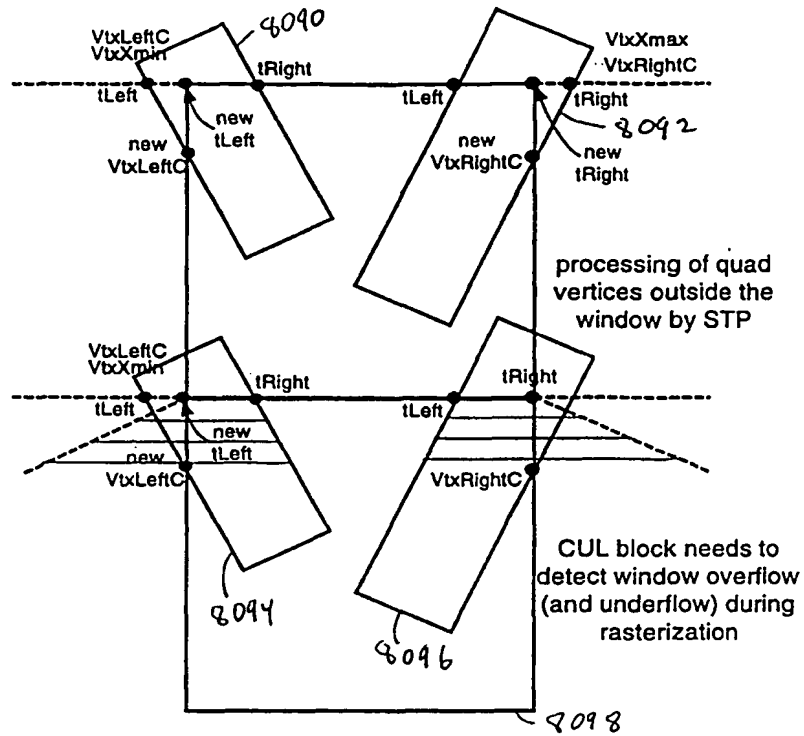 8090
VtxLeftC
VtxXmin
tRight
tLeft
new
tLeft
new
VtxLeftC
VtxXmax
VtxRightC
tLeft
tRight
8092
new
VtxRightC
new
tRight
processing of quad
vertices outside the
window by STP
VtxLeftC
VtxXmin
tRight
tLeft
new
tLeft
new
VtxLeftC
tRight
tLeft
VtxRightC
CUL block needs to
detect window overflow
(and underflow) during
rasterization
8094
8096
8098